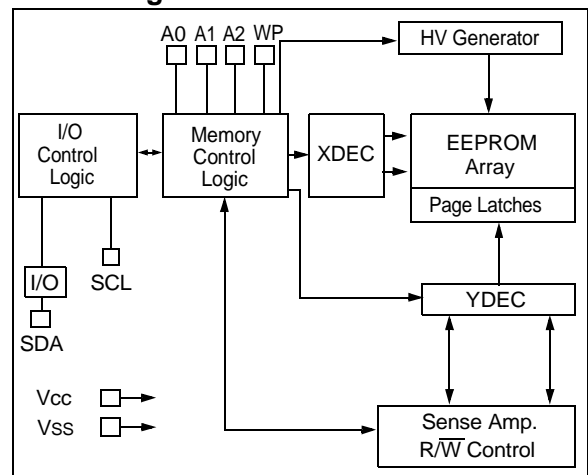 A0 A1 A2 WP
HV Generator
I/O
Control
Logic
Memory
Control
Logic
XDEC
EEPROM
Array
Page Latches
I/O
SCL
SDA
YDEC
Vcc
Vss
Sense Amp.
R/W̅ Control